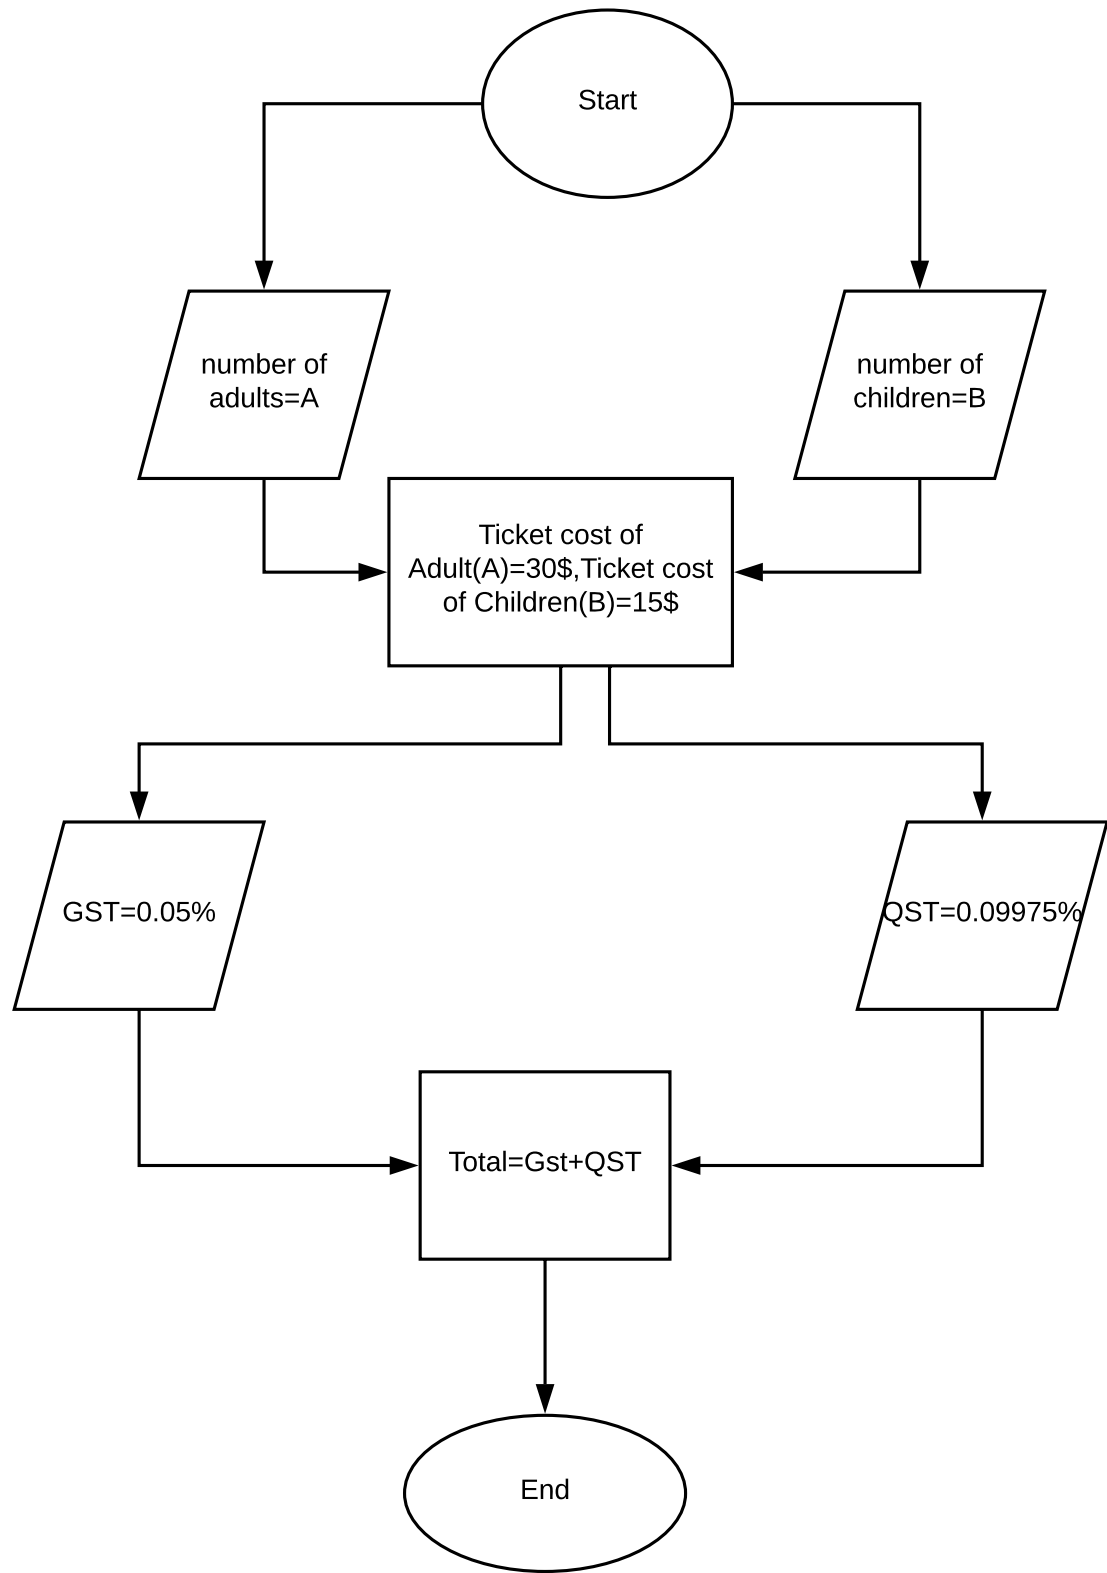 Start
number of
adults=A
number of
children=B
Ticket cost of
Adult(A)=30$,Ticket cost
of Children(B)=15$
GST=0.05%
QST=0.09975%
Total=Gst+QST
End